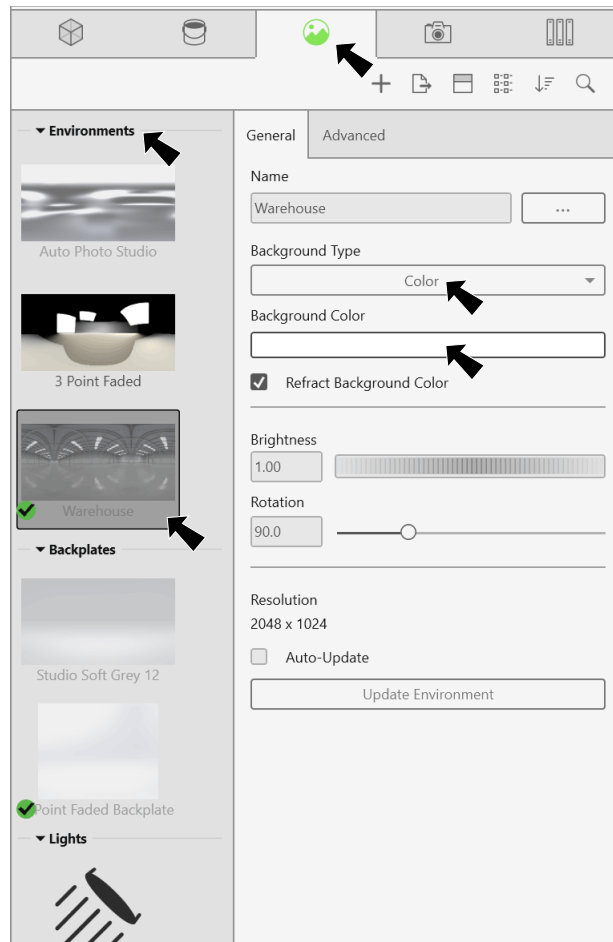 Environments
Auto Photo Studio
3 Point Faded
Warehouse
Backplates
Studio Soft Grey 12
Point Faded Backplate
Lights
General
Advanced
Name
Warehouse
...
Background Type
Color
Background Color
Refract Background Color
Brightness
1.00
Rotation
90.0
Resolution
2048 x 1024
Auto-Update
Update Environment